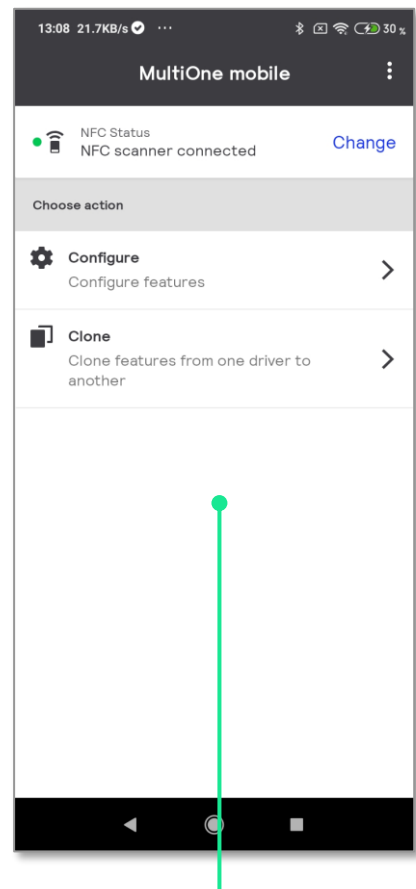 13:08 21.7KB/s ... 30 %
MultiOne mobile
NFC Status
NFC scanner connected
Change
Choose action
Configure
Configure features
Clone
Clone features from one driver to
another